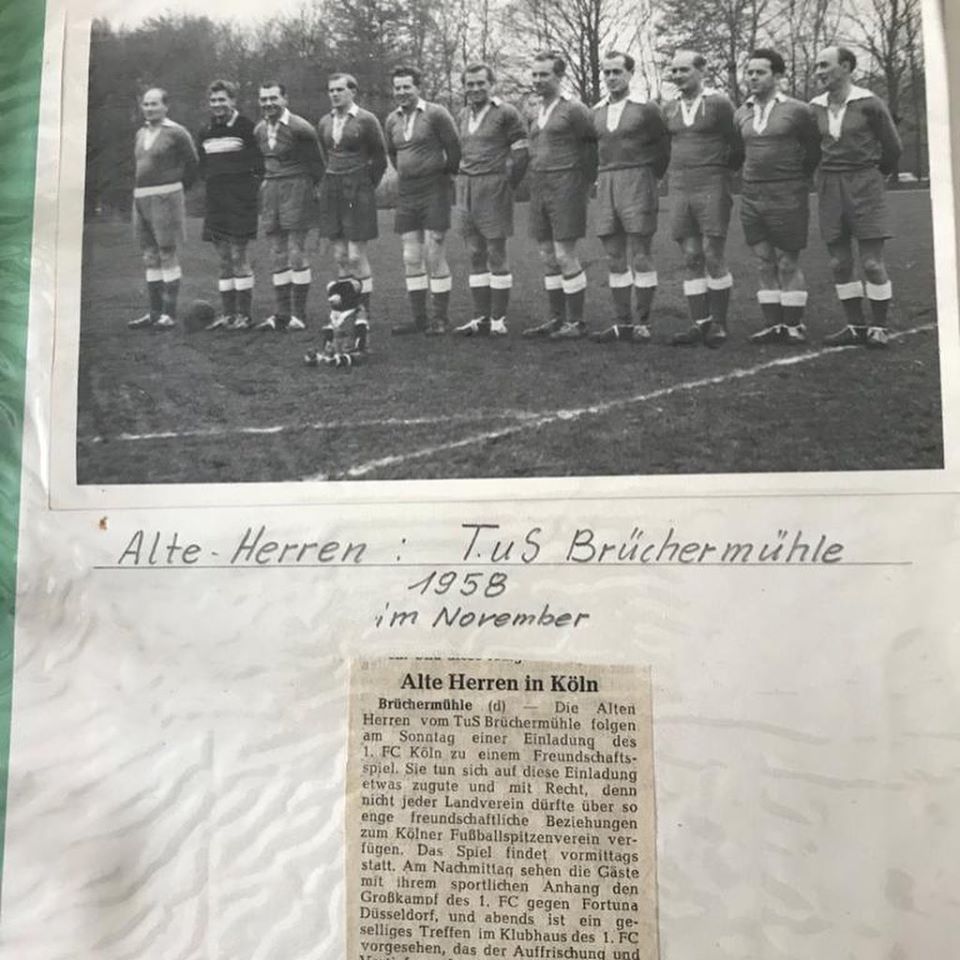 Alte-Herren : T.u.S Brüchermühle
1958
im November
Alte Herren in Köln
Brüchermühle (d) — Die Alten
Herren vom TuS Brüchermühle folgen
am Sonntag einer Einladung des
1. FC Köln zu einem Freundschafts-
spiel. Sie tun sich auf diese Einladung
etwas zugute und mit Recht, denn
nicht jeder Landverein dürfte über so
enge freundschaftliche Beziehungen
zum Kölner Fußballspitzenverein ver-
fügen. Das Spiel findet vormittags
statt. Am Nachmittag sehen die Gäste
mit ihrem sportlichen Anhang den
Großkampf des 1. FC gegen Fortuna
Düsseldorf, und abends ist ein ge-
selliges Treffen im Klubhaus des 1. FC
vorgesehen, das der Auffrischung und